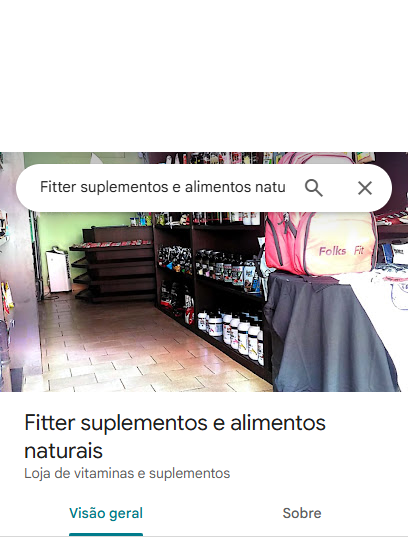 Fitter suplementos e alimentos natu
Folks Fit
Fitter suplementos e alimentos
naturais
Loja de vitaminas e suplementos
Visão geral
Sobre